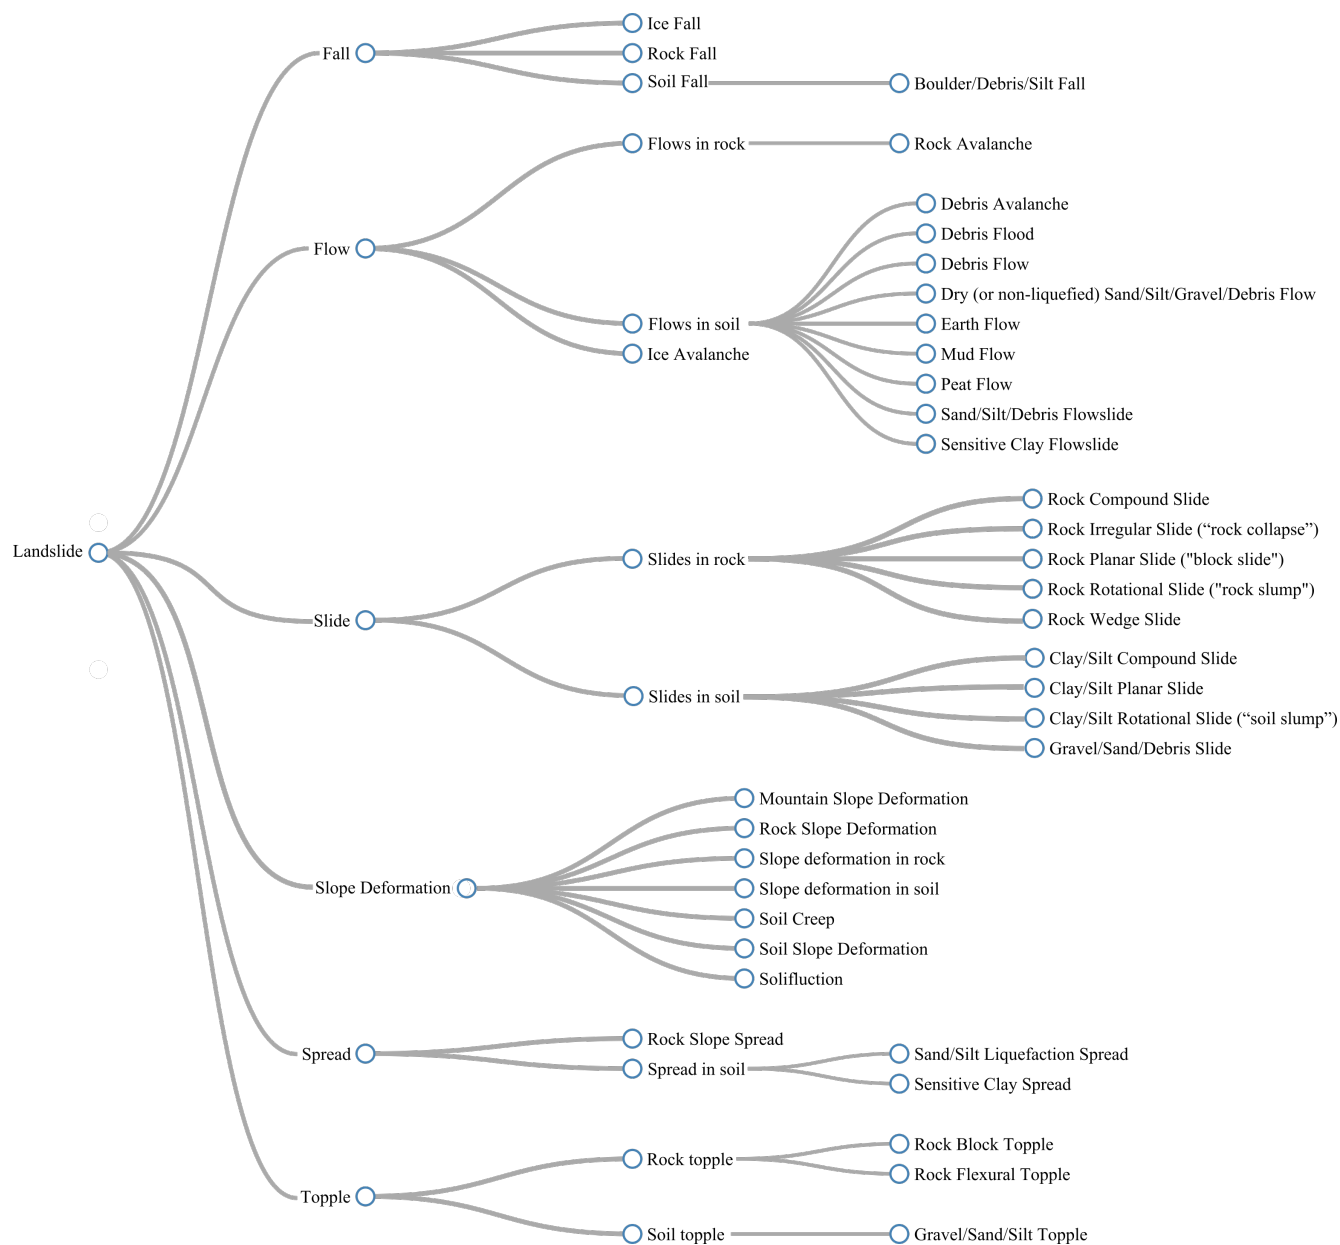 Ice Fall
Fall
Rock Fall
Soil Fall
Boulder/Debris/Silt Fall
Flows in rock
Rock Avalanche
Debris Avalanche
Debris Flood
Flow
Debris Flow
Dry (or non-liquefied) Sand/Silt/Gravel/Debris Flow
Flows in soil
Earth Flow
Ice Avalanche
Mud Flow
Peat Flow
Sand/Silt/Debris Flowslide
Sensitive Clay Flowslide
Rock Compound Slide
Rock Irregular Slide (“rock collapse”)
Landslide
Slides in rock
Rock Planar Slide ("block slide")
Rock Rotational Slide ("rock slump")
Slide
Rock Wedge Slide
Clay/Silt Compound Slide
Clay/Silt Planar Slide
Slides in soil
Clay/Silt Rotational Slide (“soil slump”)
Gravel/Sand/Debris Slide
Mountain Slope Deformation
Rock Slope Deformation
Slope deformation in rock
Slope Deformation
Slope deformation in soil
Soil Creep
Soil Slope Deformation
Solifluction
Rock Slope Spread
Spread
Sand/Silt Liquefaction Spread
Spread in soil
Sensitive Clay Spread
Rock Block Topple
Rock topple
Rock Flexural Topple
Topple
Soil topple
Gravel/Sand/Silt Topple